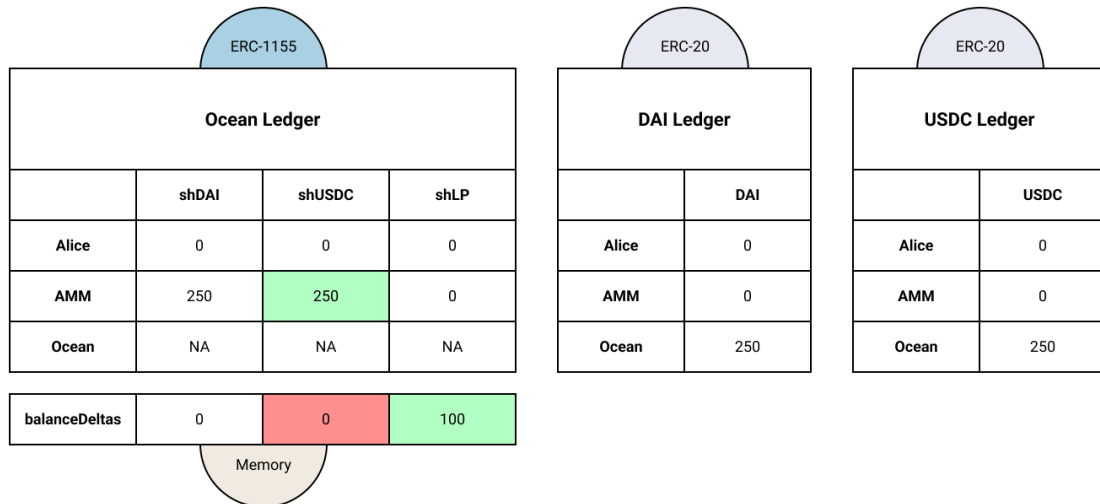 ERC-1155 ERC-20 ERC-20
Ocean Ledger DAI Ledger USDC Ledger
shDAI shUSDC shLP DAI USDC
Alice 0 0 0 Alice 0 Alice 0
AMM 250 250 0 AMM 0 AMM 0
Ocean NA NA NA Ocean 250 Ocean 250
balanceDeltas 0 0 100
Memory